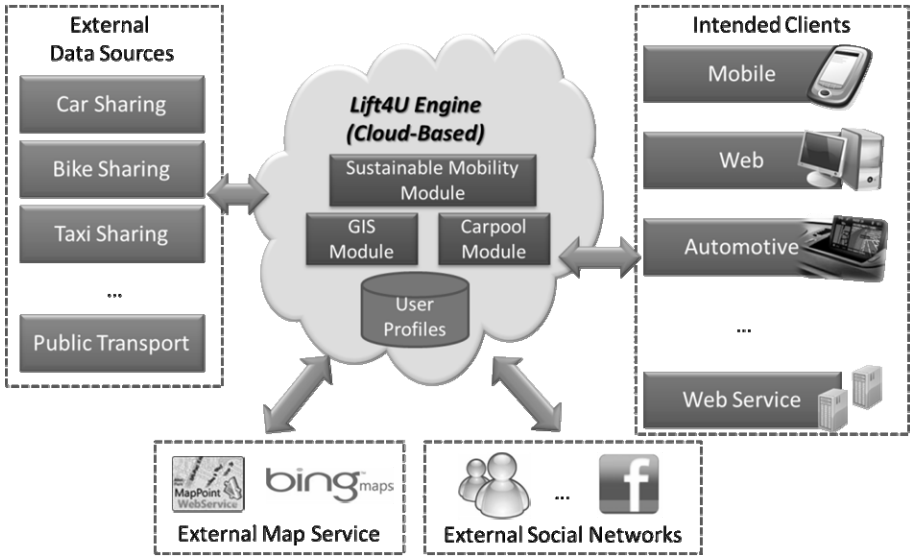 External
Data Sources
Car Sharing
Bike Sharing
Taxi Sharing
...
Public Transport
Lift4U Engine
(Cloud-Based)
Sustainable Mobility
Module
GIS
Module
Carpool
Module
User
Profiles
Intended Clients
Mobile
Web
Automotive
...
Web Service
MapPoint
WebService
bing™ maps
External Map Service
...
f
External Social Networks